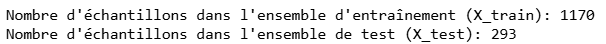 Nombre d'échantillons dans l'ensemble d'entraînement (X_train): 1170
Nombre d'échantillons dans l'ensemble de test (X_test): 293